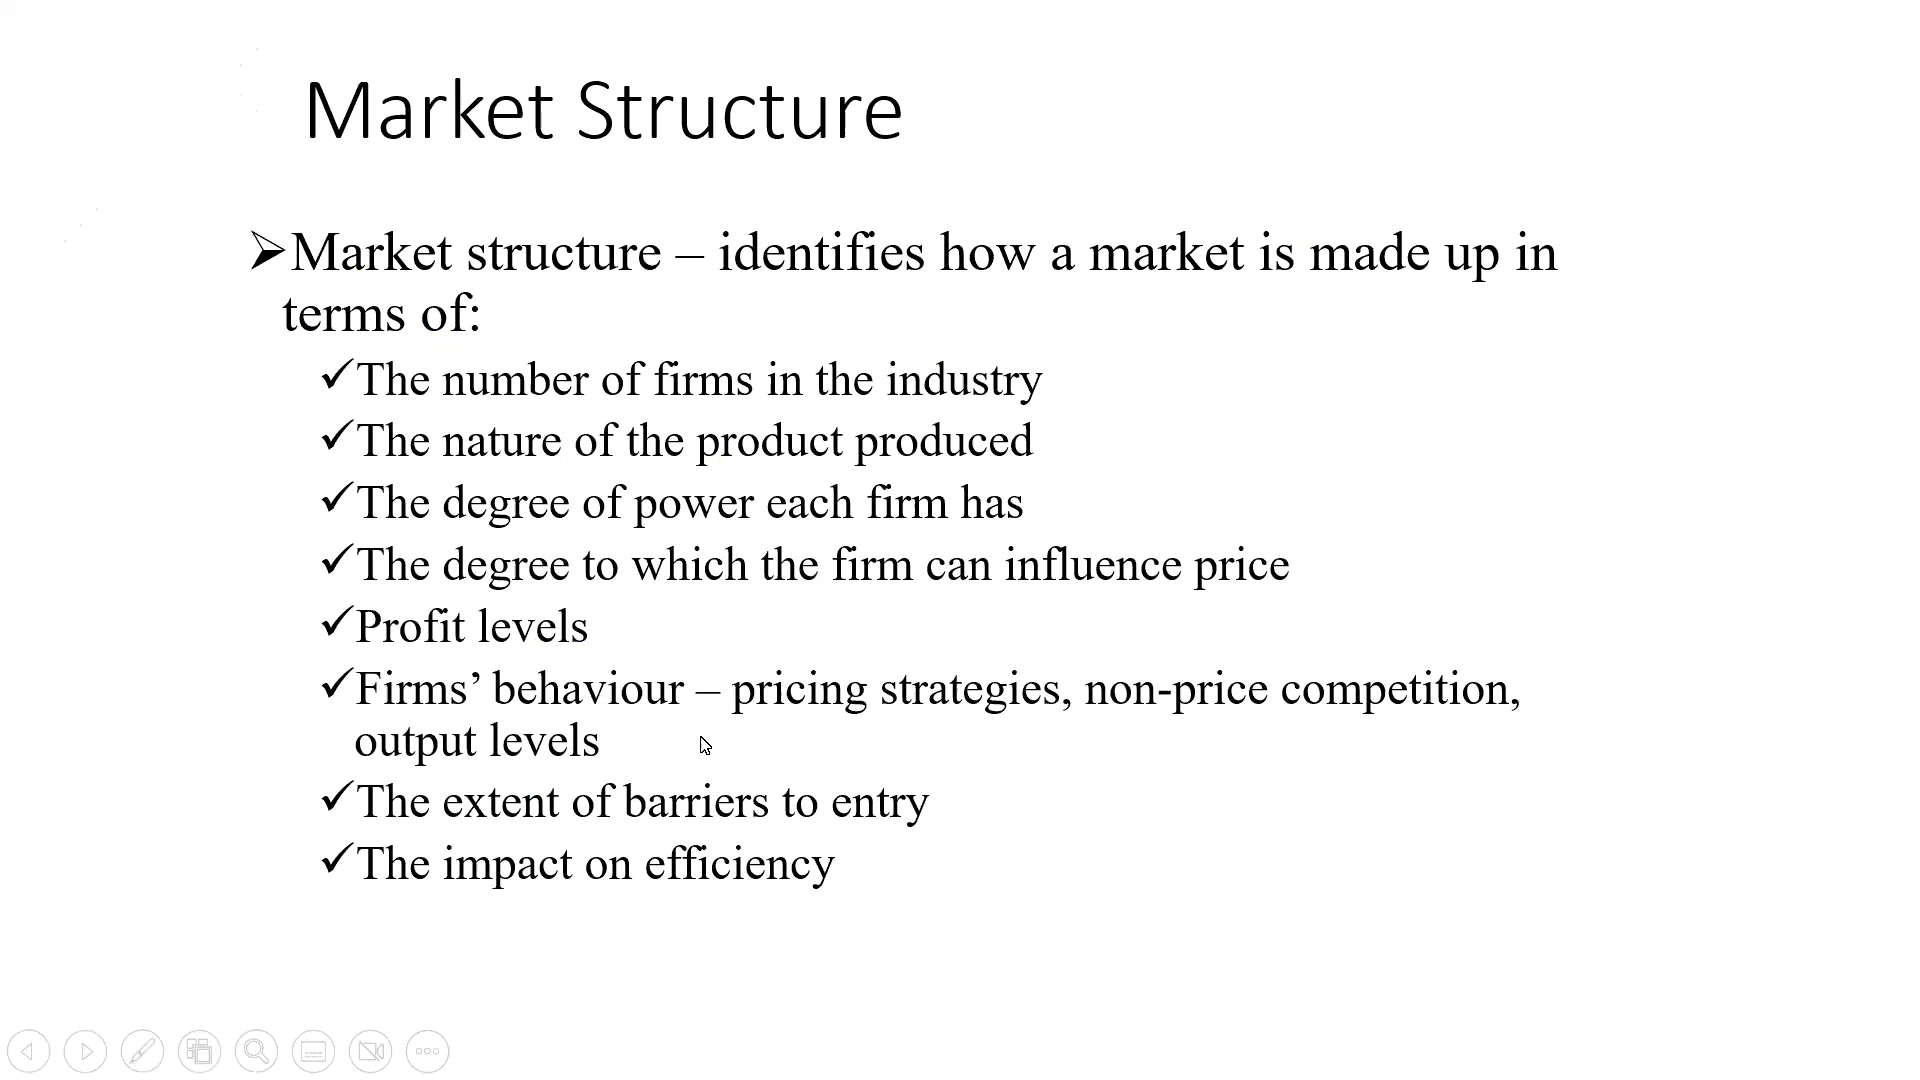 Market Structure
➢Market structure – identifies how a market is made up in
terms of:
✓The number of firms in the industry
✓The nature of the product produced
✓The degree of power each firm has
✓The degree to which the firm can influence price
✓Profit levels
✓Firms’ behaviour – pricing strategies, non-price competition,
output levels
✓The extent of barriers to entry
✓The impact on efficiency